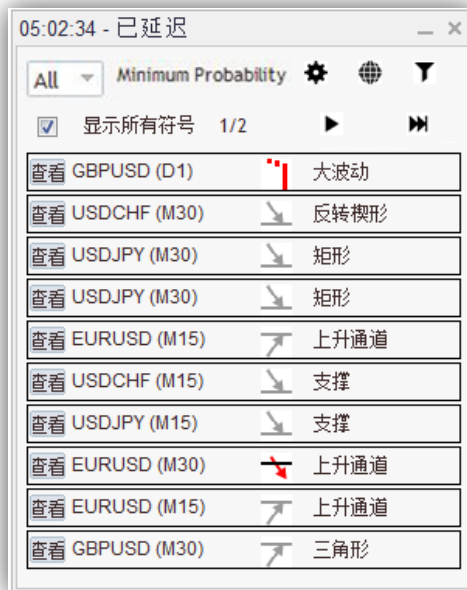 05:02:34 - 已延迟
All Minimum Probability
显示所有符号 1/2
查看 GBPUSD (D1) 大波动
查看 USDCHF (M30) 反转楔形
查看 USDJPY (M30) 矩形
查看 USDJPY (M30) 矩形
查看 EURUSD (M15) 上升通道
查看 USDCHF (M15) 支撑
查看 USDJPY (M15) 支撑
查看 EURUSD (M30) 上升通道
查看 EURUSD (M15) 上升通道
查看 GBPUSD (M30) 三角形